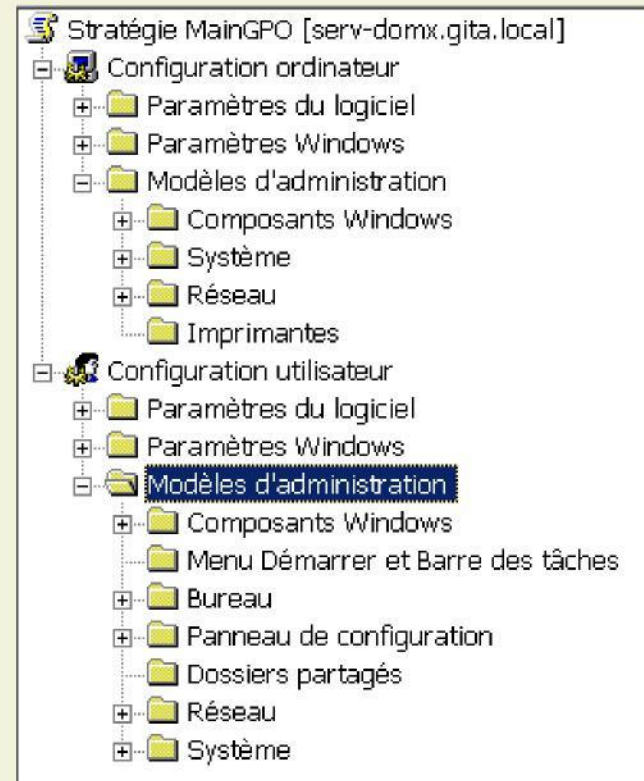 Stratégie MainGPO [serv-domx.gita.local]
Configuration ordinateur
Paramètres du logiciel
Paramètres Windows
Modèles d'administration
Composants Windows
Système
Réseau
Imprimantes
Configuration utilisateur
Paramètres du logiciel
Paramètres Windows
Modèles d'administration
Composants Windows
Menu Démarrer et Barre des tâches
Bureau
Panneau de configuration
Dossiers partagés
Réseau
Système